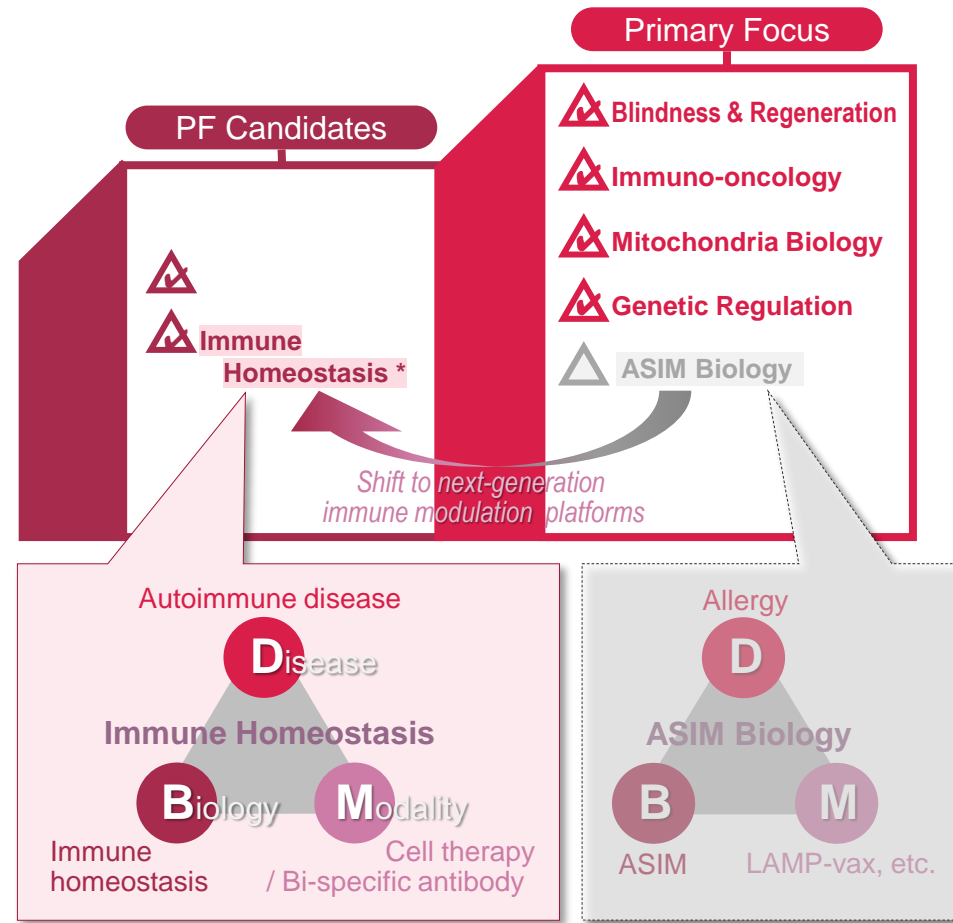 Primary Focus
Blindness & Regeneration
Immuno-oncology
Mitochondria Biology
Genetic Regulation
ASIM Biology
PF Candidates
Immune
Homeostasis *
Shift to next-generation
immune modulation platforms
Autoimmune disease
Disease
Immune Homeostasis
Biology
Modality
Immune
homeostasis
Cell therapy
/ Bi-specific antibody
Allergy
D
ASIM Biology
B
M
ASIM
LAMP-vax, etc.